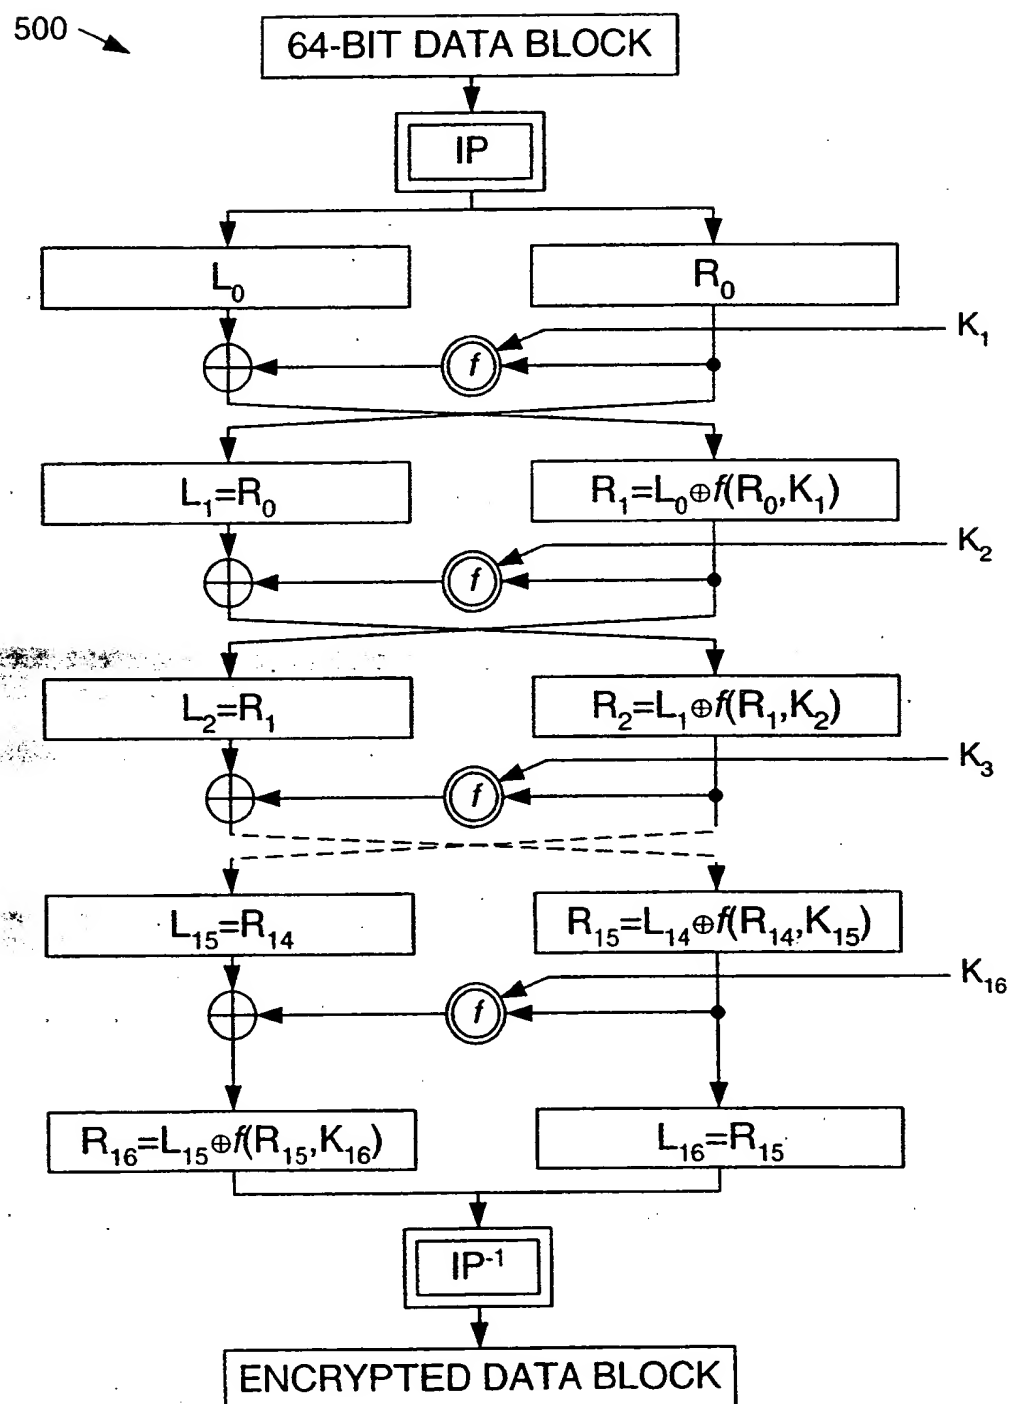 500
64-BIT DATA BLOCK
IP
L₀
R₀
K₁
f
L₁=R₀
R₁=L₀⊕f(R₀,K₁)
K₂
f
L₂=R₁
R₂=L₁⊕f(R₁,K₂)
K₃
f
L₁₅=R₁₄
R₁₅=L₁₄⊕f(R₁₄,K₁₅)
K₁₆
f
R₁₆=L₁₅⊕f(R₁₅,K₁₆)
L₁₆=R₁₅
IP⁻¹
ENCRYPTED DATA BLOCK